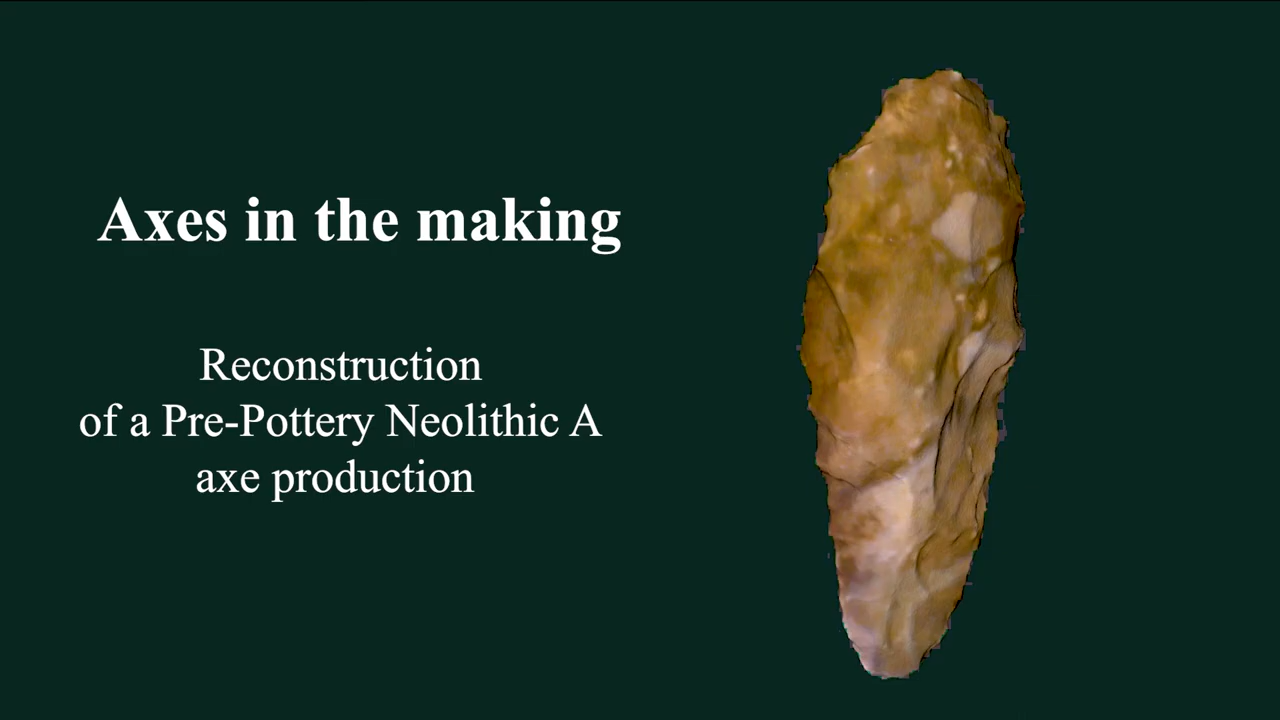 Axes in the making
Reconstruction
of a Pre-Pottery Neolithic A
axe production